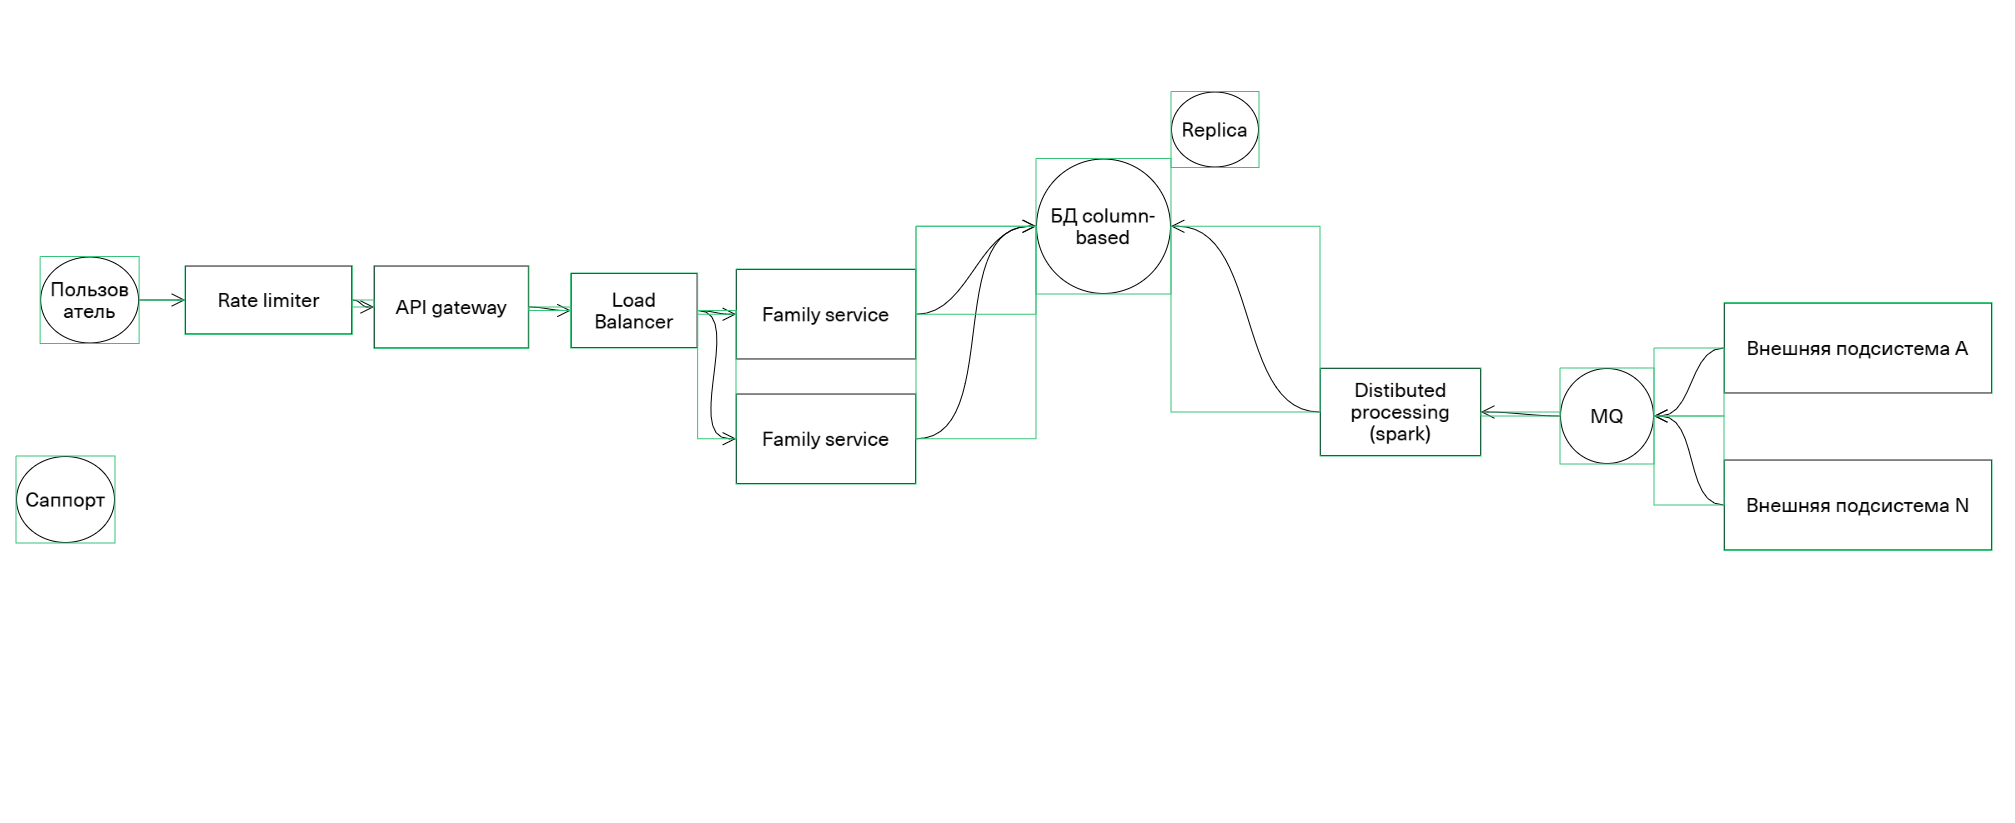 Replica
БД column-
based
Пользов
атель
Rate limiter
API gateway
Load
Balancer
Family service
Family service
Distibuted
processing
(spark)
MQ
Внешняя подсистема A
Внешняя подсистема N
Саппорт